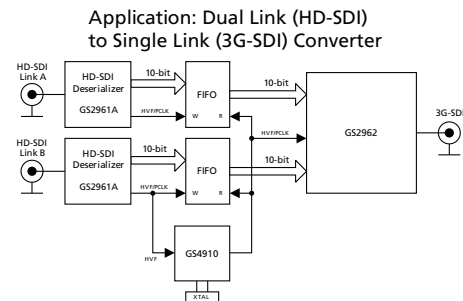 Application: Dual Link (HD-SDI)
to Single Link (3G-SDI) Converter
HD-SDI
Link A
HD-SDI
Deserializer
GS2961A
10-bit
HVF/PCLK
FIFO
W R
10-bit
HVF/PCLK
GS2962
3G-SDI
HD-SDI
Link B
HD-SDI
Deserializer
GS2961A
10-bit
HVF/PCLK
FIFO
W R
10-bit
HVF
GS4910
XTAL